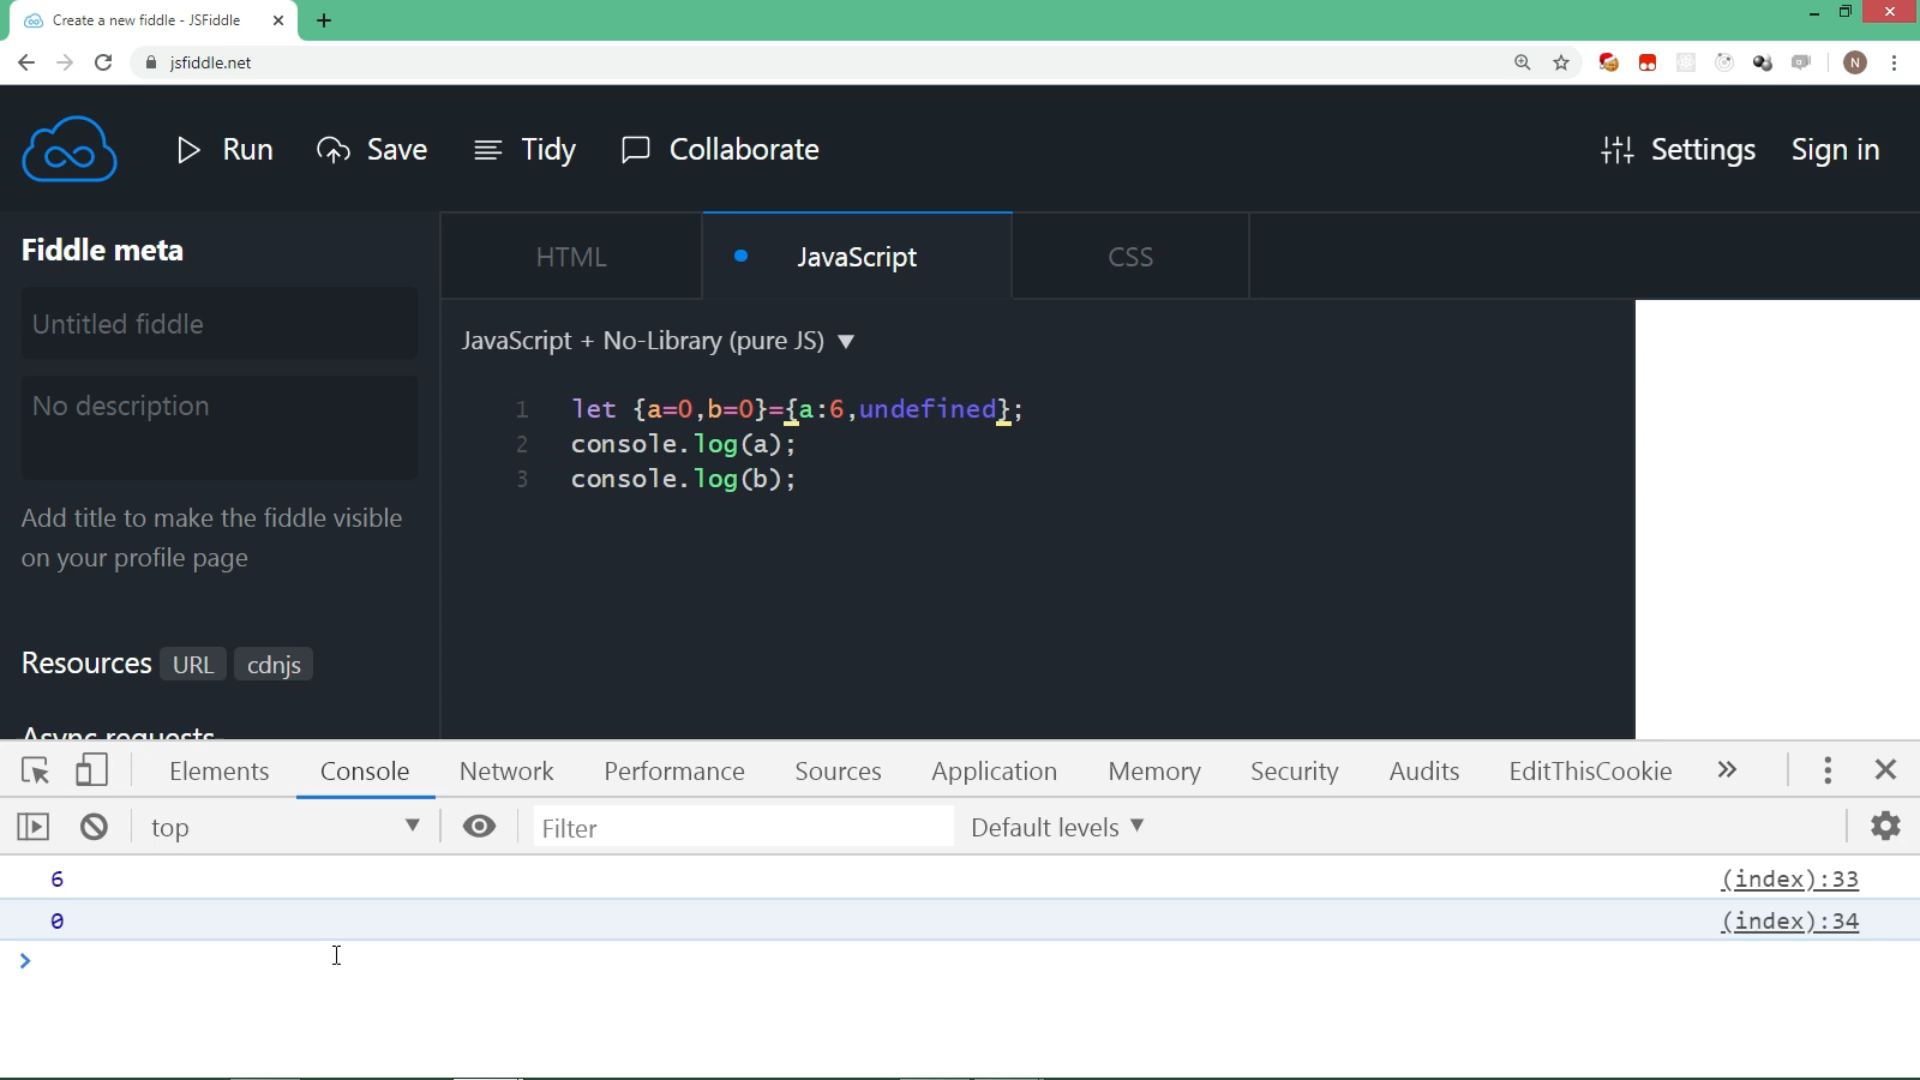 Create a new fiddle - JSFiddle
jsfiddle.net
N
Run Save Tidy Collaborate Settings Sign in
Fiddle meta
Untitled fiddle
No description
Add title to make the fiddle visible
on your profile page
Resources URL cdnjs
Async requests
HTML JavaScript CSS
JavaScript + No-Library (pure JS) ▼
1 let {a=0,b=0}={a:6,undefined};
2 console.log(a);
3 console.log(b);
Elements Console Network Performance Sources Application Memory Security Audits EditThisCookie »
top ▼ Filter Default levels ▼
6 (index):33
0 (index):34
>